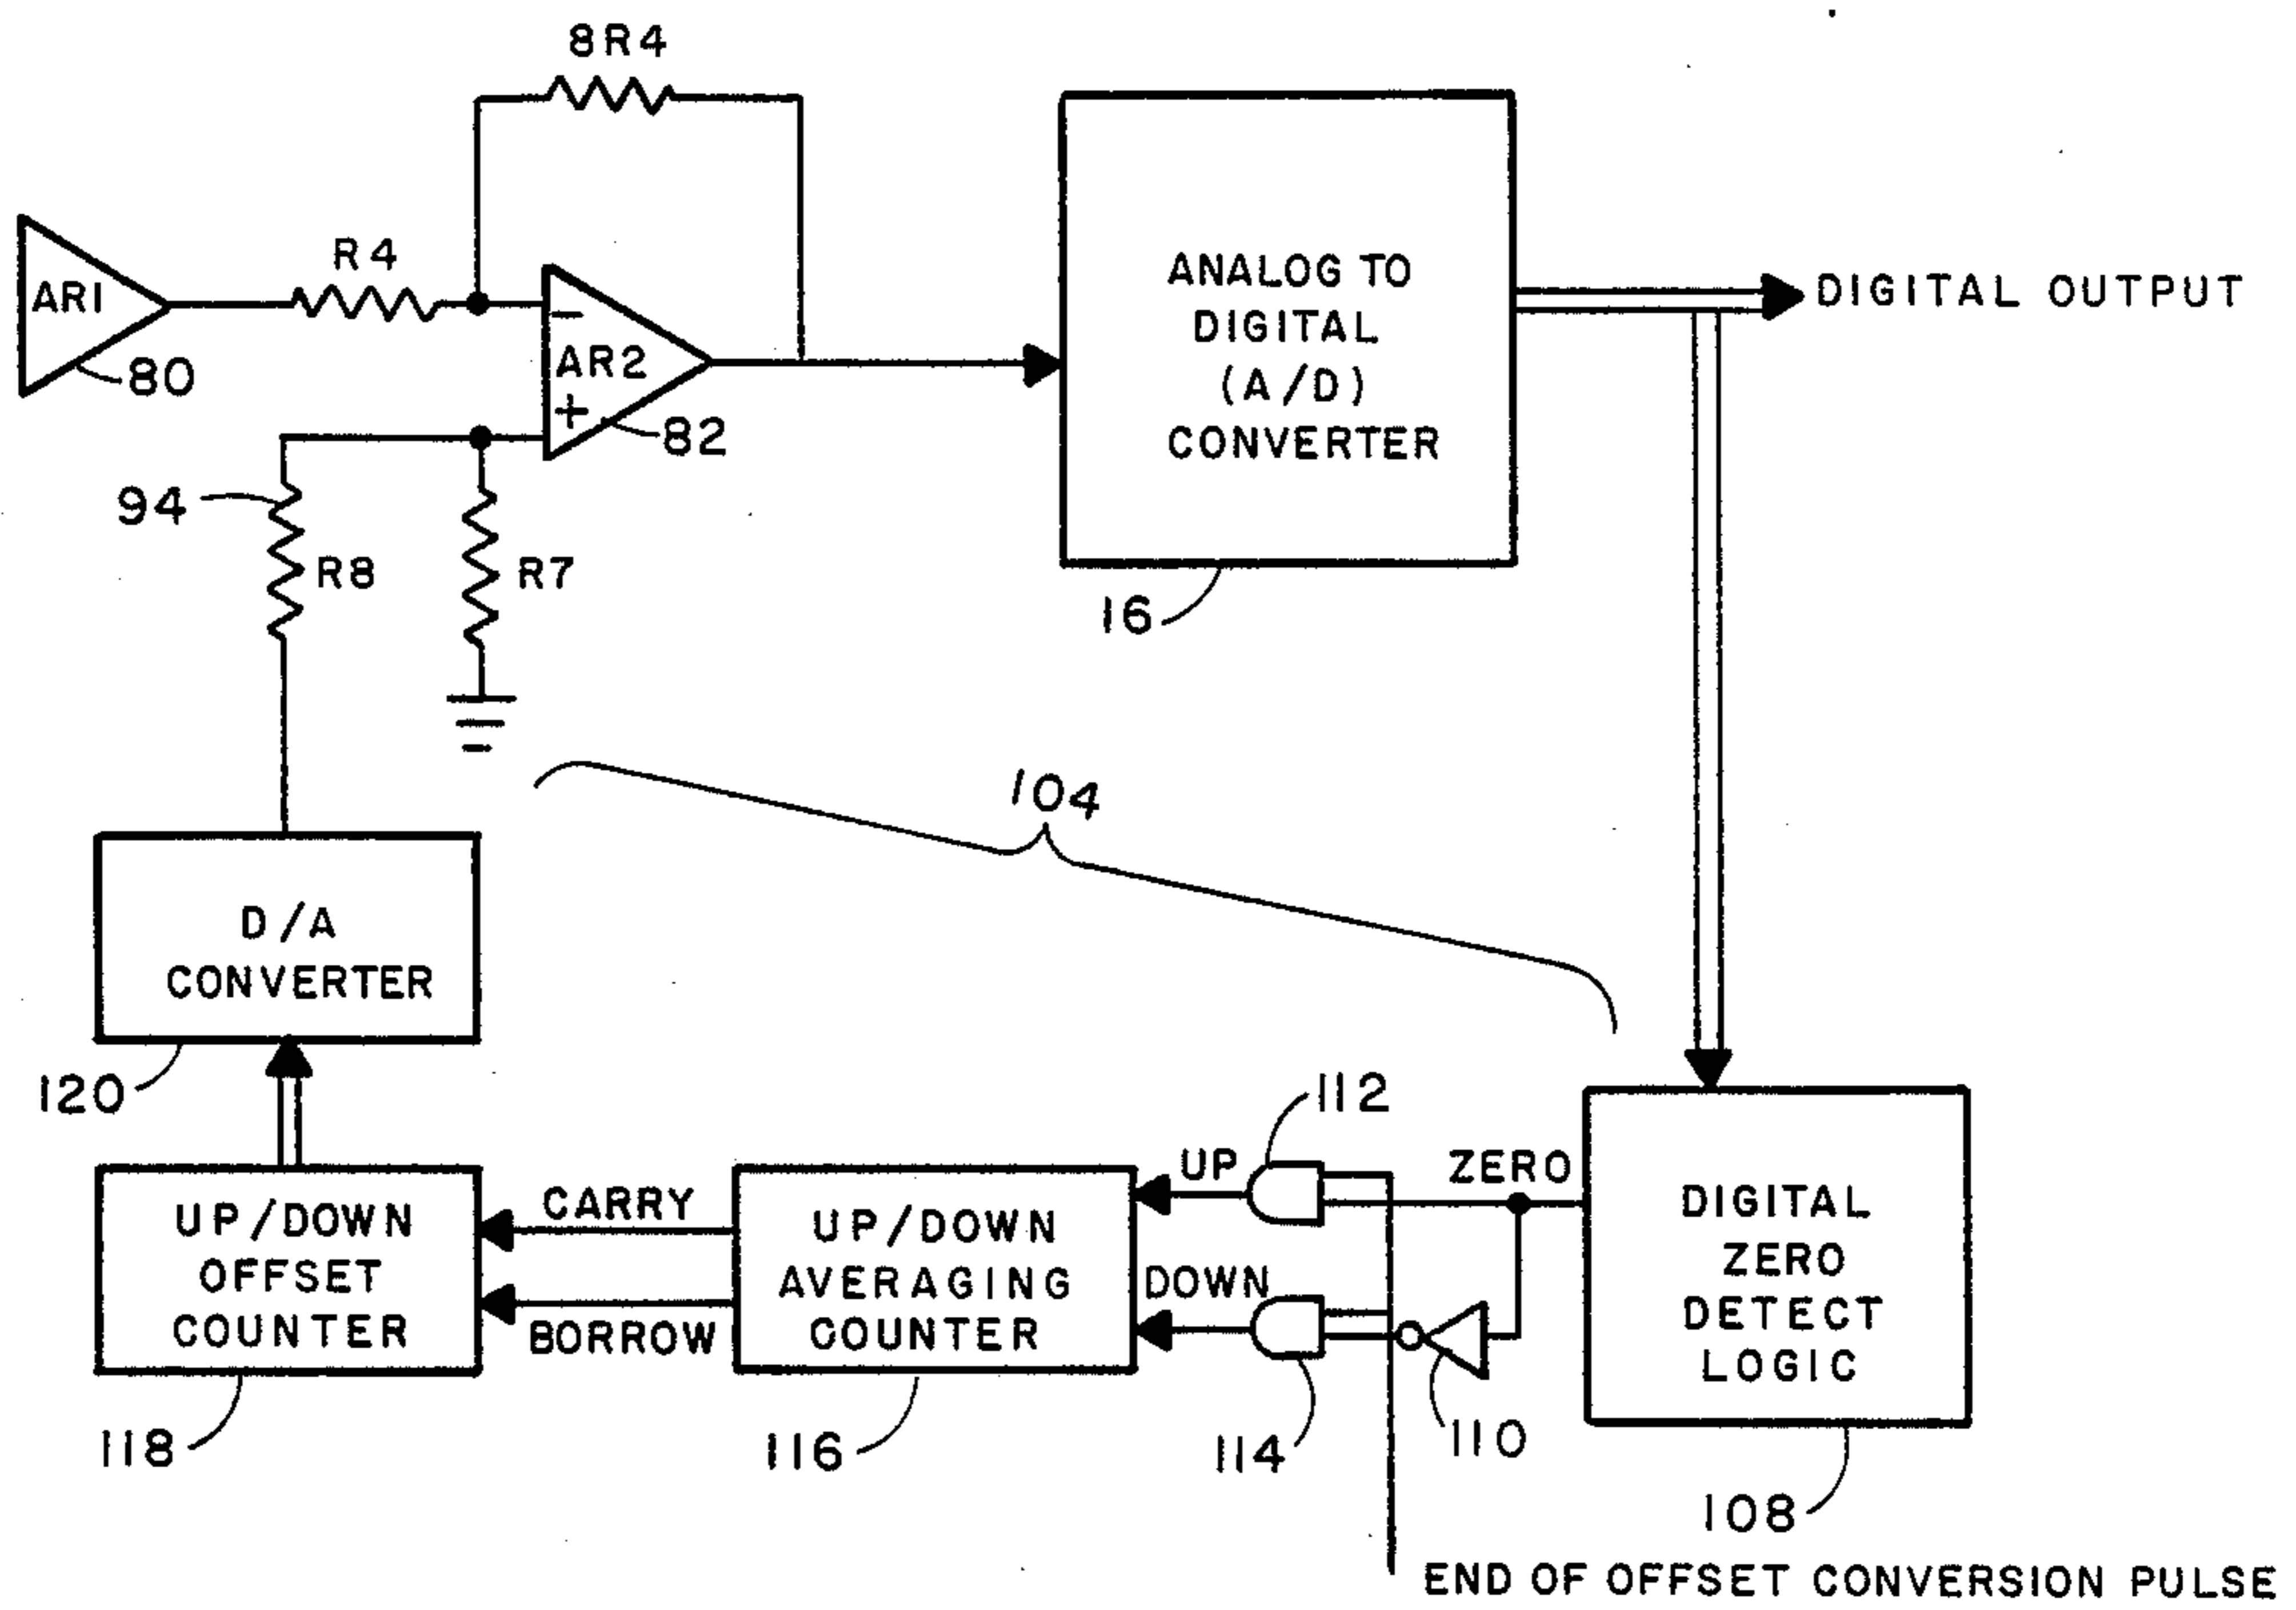 8R4
R4
AR1
80
−
AR2
+
82
ANALOG TO
DIGITAL
(A/D)
CONVERTER
16
DIGITAL OUTPUT
94
R8
R7
104
D/A
CONVERTER
120
UP/DOWN
OFFSET
COUNTER
118
CARRY
BORROW
UP/DOWN
AVERAGING
COUNTER
116
UP
DOWN
112
114
ZERO
110
DIGITAL
ZERO
DETECT
LOGIC
108
END OF OFFSET CONVERSION PULSE